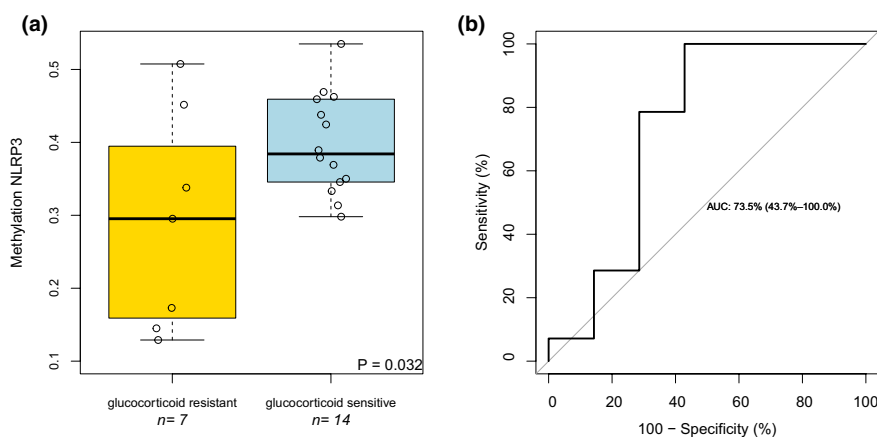 (a)
Methylation NLRP3
0.5
0.4
0.3
0.2
0.1
P = 0.032
glucocorticoid resistant
n= 7
glucocorticoid sensitive
n= 14
(b)
Sensitivity (%)
100
80
60
40
20
0
AUC: 73.5% (43.7%–100.0%)
0 20 40 60 80 100
100 − Specificity (%)